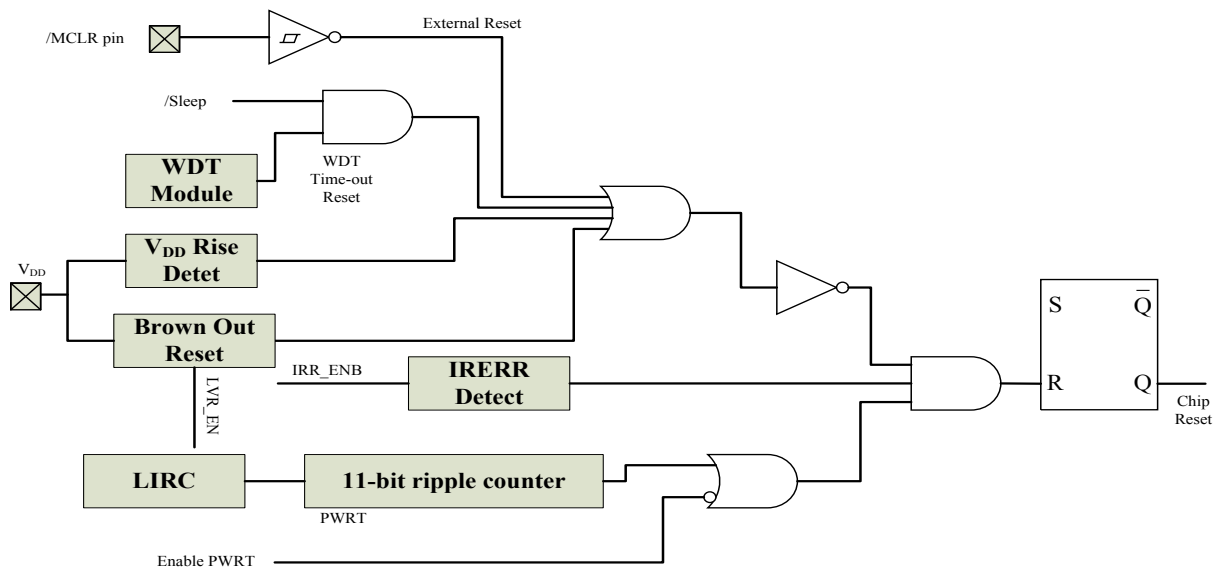 External Reset
/MCLR pin
/Sleep
WDT
Time-out
Reset
WDT
Module
VDD Rise
Detet
VDD
Brown Out
Reset
LVR_EN
IRR_ENB
IRERR
Detect
S
Q̅
R
Q
Chip
Reset
LIRC
11-bit ripple counter
PWRT
Enable PWRT